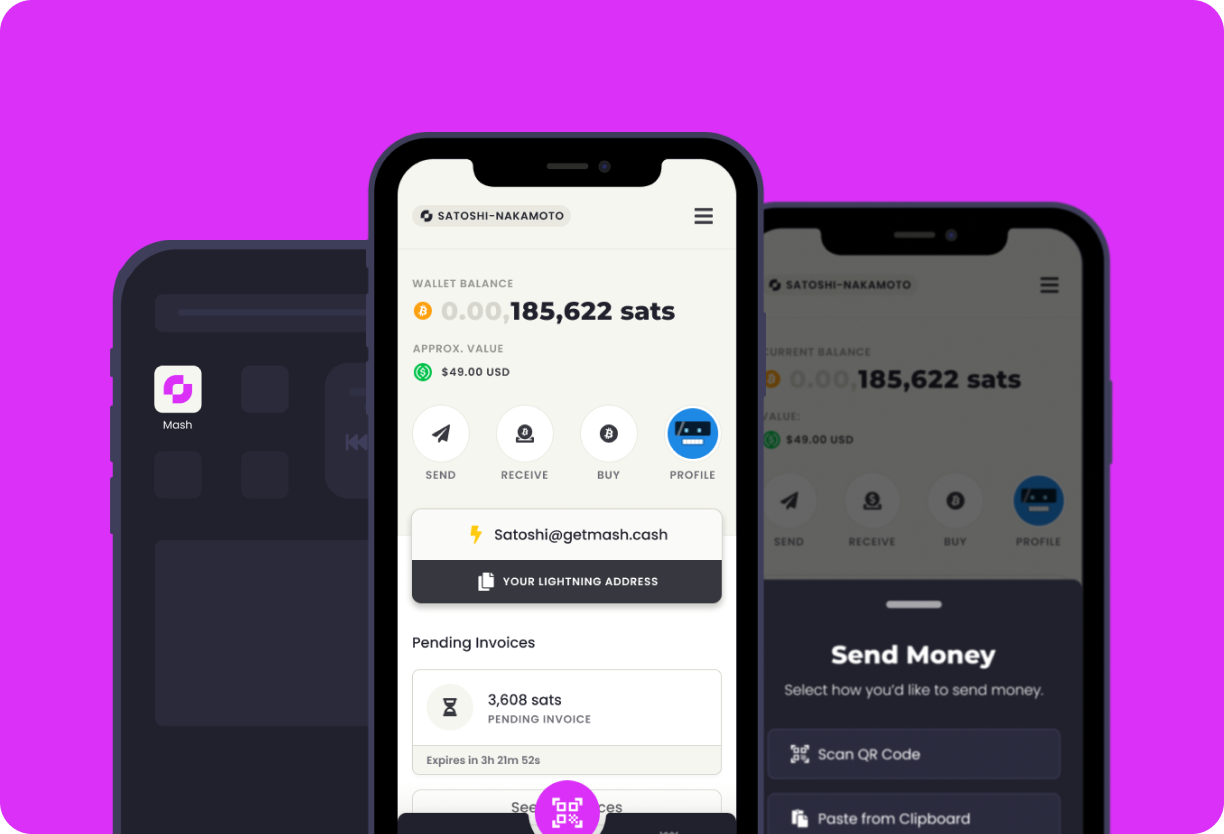 Mash
SATOSHI-NAKAMOTO
WALLET BALANCE
0.00,185,622 sats
APPROX. VALUE
$49.00 USD
SEND
RECEIVE
BUY
PROFILE
Satoshi@getmash.cash
YOUR LIGHTNING ADDRESS
Pending Invoices
3,608 sats
PENDING INVOICE
Expires in 3h 21m 52s
SATOSHI-NAKAMOTO
CURRENT BALANCE
0.00,185,622 sats
VALUE:
$49.00 USD
SEND
RECEIVE
BUY
PROFILE
Send Money
Select how you'd like to send money.
Scan QR Code
Paste from Clipboard